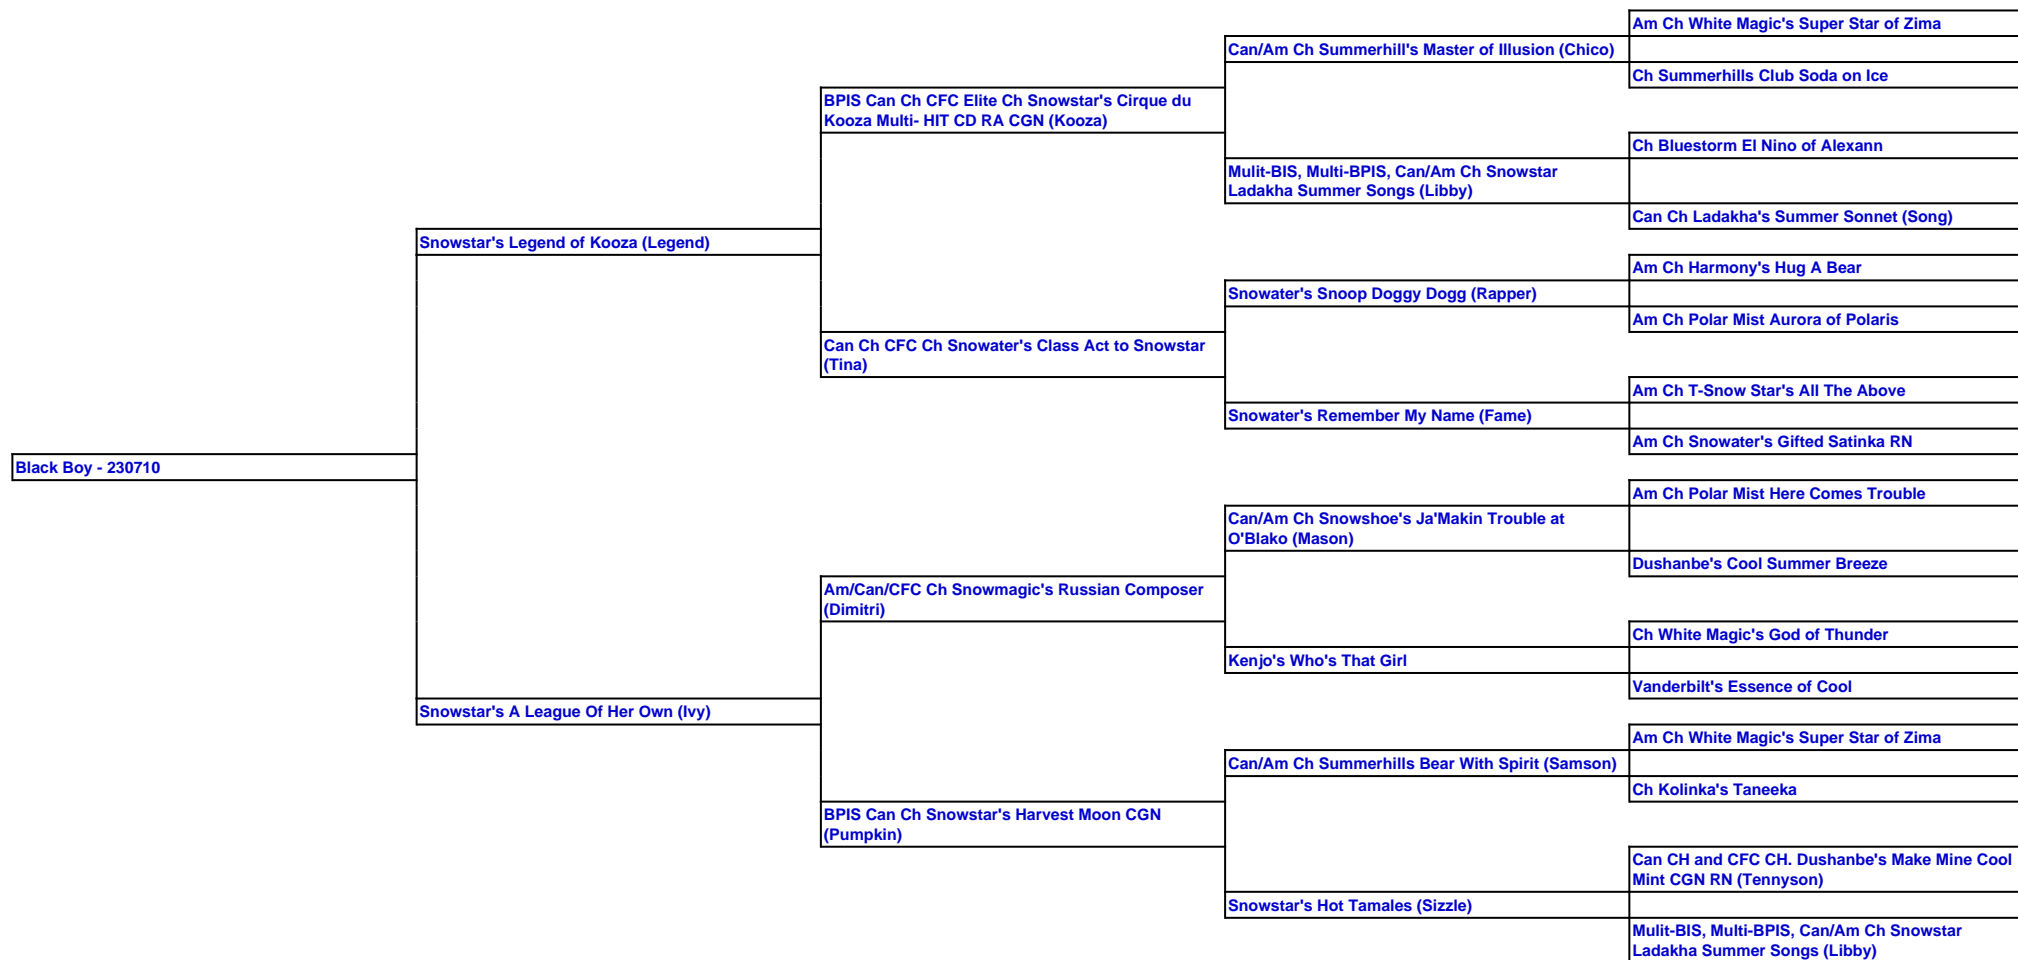 Am Ch White Magic's Super Star of Zima
Can/Am Ch Summerhill's Master of Illusion (Chico)
Ch Summerhills Club Soda on Ice
BPIS Can Ch CFC Elite Ch Snowstar's Cirque du
Kooza Multi- HIT CD RA CGN (Kooza)
Ch Bluestorm El Nino of Alexann
Mulit-BIS, Multi-BPIS, Can/Am Ch Snowstar
Ladakha Summer Songs (Libby)
Can Ch Ladakha's Summer Sonnet (Song)
Snowstar's Legend of Kooza (Legend)
Am Ch Harmony's Hug A Bear
Snowater's Snoop Doggy Dogg (Rapper)
Am Ch Polar Mist Aurora of Polaris
Can Ch CFC Ch Snowater's Class Act to Snowstar
(Tina)
Am Ch T-Snow Star's All The Above
Snowater's Remember My Name (Fame)
Am Ch Snowater's Gifted Satinka RN
Black Boy - 230710
Am Ch Polar Mist Here Comes Trouble
Can/Am Ch Snowshoe's Ja'Makin Trouble at
O'Blako (Mason)
Dushanbe's Cool Summer Breeze
Am/Can/CFC Ch Snowmagic's Russian Composer
(Dimitri)
Ch White Magic's God of Thunder
Kenjo's Who's That Girl
Vanderbilt's Essence of Cool
Snowstar's A League Of Her Own (Ivy)
Am Ch White Magic's Super Star of Zima
Can/Am Ch Summerhills Bear With Spirit (Samson)
Ch Kolinka's Taneeka
BPIS Can Ch Snowstar's Harvest Moon CGN
(Pumpkin)
Can CH and CFC CH. Dushanbe's Make Mine Cool
Mint CGN RN (Tennyson)
Snowstar's Hot Tamales (Sizzle)
Mulit-BIS, Multi-BPIS, Can/Am Ch Snowstar
Ladakha Summer Songs (Libby)